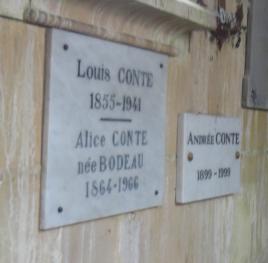 Louis CONTE
1855-1941
Alice CONTE
née BODEAU
1864-1966
ANDRÉE CONTE
1899-1999